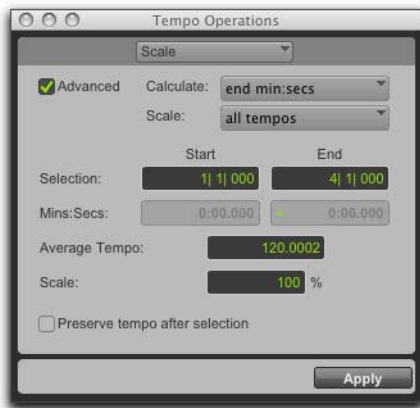 Tempo Operations
Scale
Advanced Calculate: end min:secs
Scale: all tempos
Start End
Selection: 1| 1| 000 4| 1| 000
Mins:Secs: 0:00.000 0:06.000
Average Tempo: 120.0002
Scale: 100 %
Preserve tempo after selection
Apply